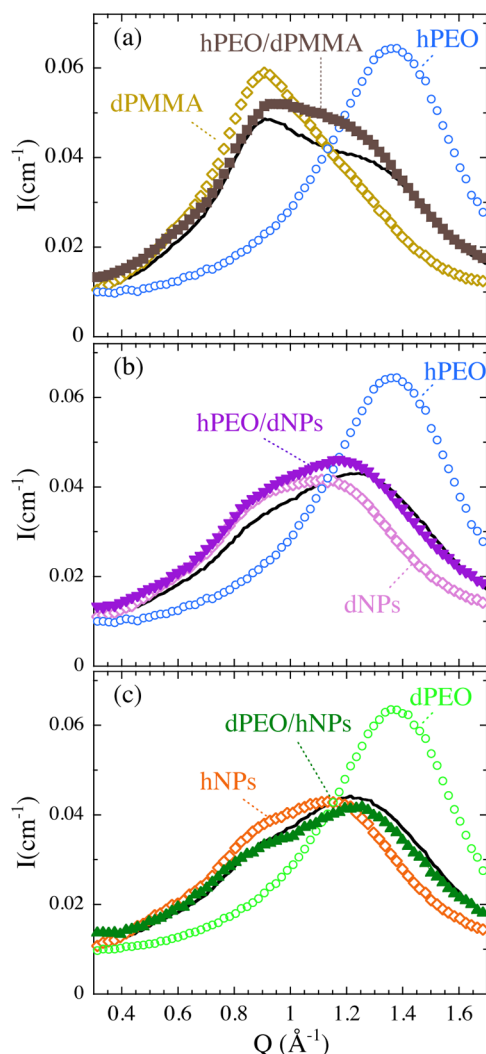 (a)
hPEO/dPMMA
hPEO
dPMMA
0.06
0.04
0.02
0
I(cm⁻¹)
(b)
hPEO
hPEO/dNPs
dNPs
0.06
0.04
0.02
0
I(cm⁻¹)
(c)
dPEO
dPEO/hNPs
hNPs
0.06
0.04
0.02
0
I(cm⁻¹)
0.4 0.6 0.8 1 1.2 1.4 1.6
Q (Å⁻¹)